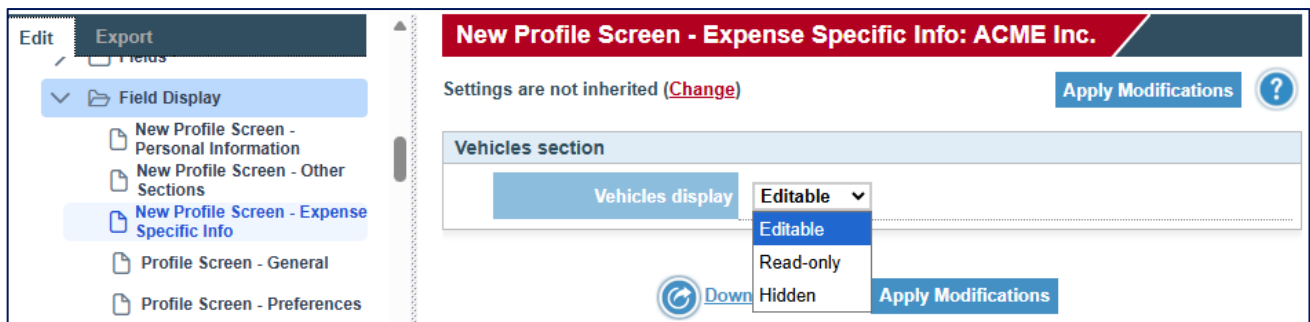 Edit
Export
Fields
Field Display
New Profile Screen -
Personal Information
New Profile Screen - Other
Sections
New Profile Screen - Expense
Specific Info
Profile Screen - General
Profile Screen - Preferences
New Profile Screen - Expense Specific Info: ACME Inc.
Settings are not inherited (Change)
Apply Modifications
?
Vehicles section
Vehicles display
Editable
Editable
Read-only
Hidden
Down
Apply Modifications